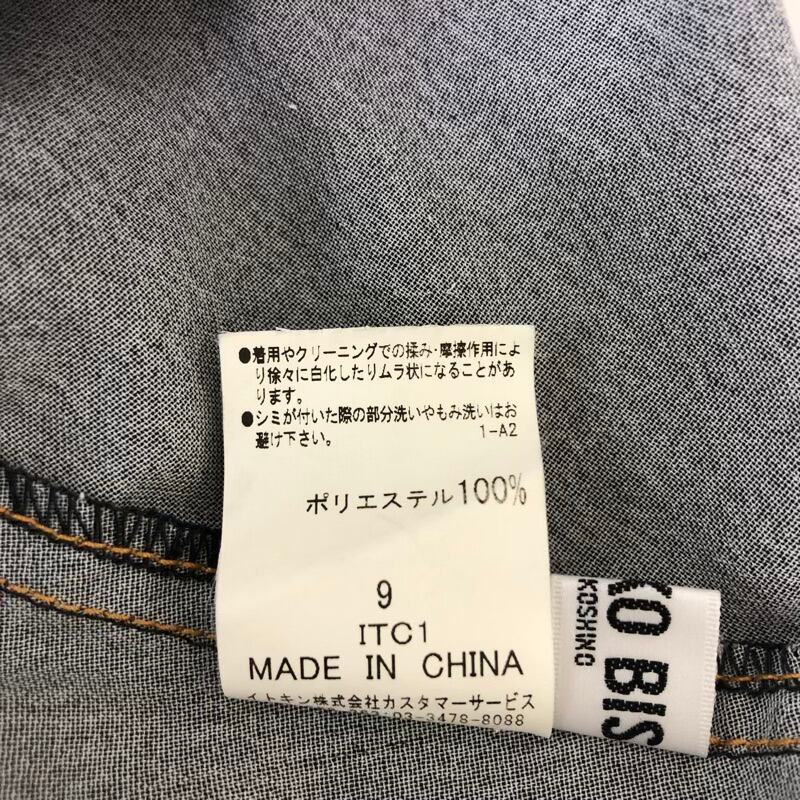 ●着用やクリーニングでの揉み・摩擦作用によ
り徐々に白化したりムラ状になることがあ
ります。
●シミが付いた際の部分洗いやもみ洗いはお
避け下さい。 1-A2
ポリエステル100%
9
ITC1
MADE IN CHINA
イトキン株式会社カスタマーサービス
03-3478-8088
KO BIS
KOSHINO